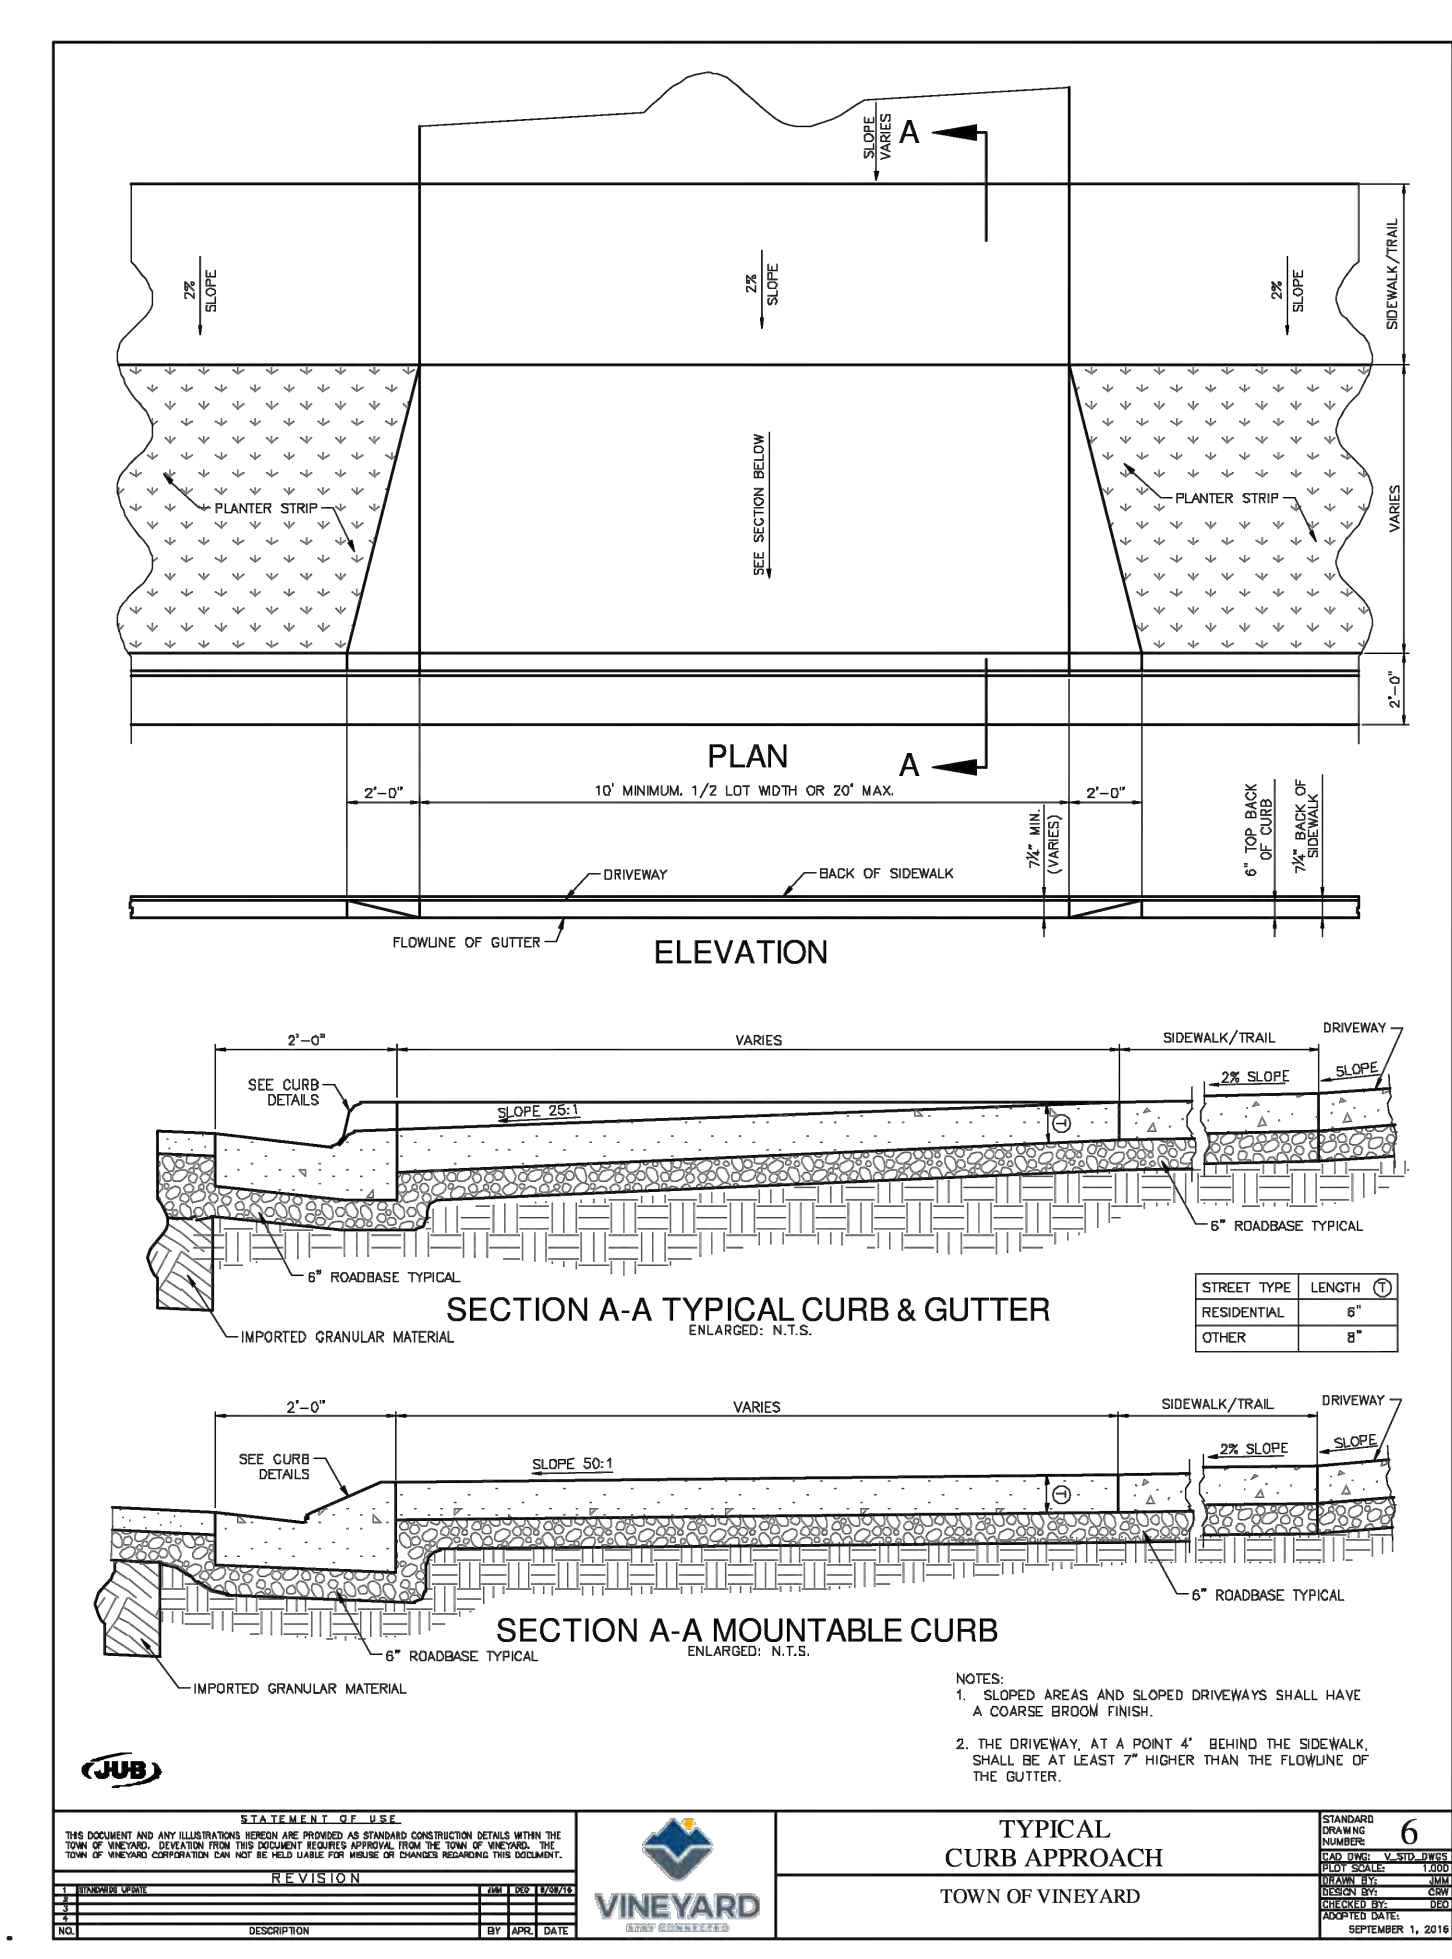 SLOPE
VARIES
A
2%
SLOPE
2%
SLOPE
2%
SLOPE
SIDEWALK/TRAIL
PLANTER STRIP
SEE SECTION BELOW
PLANTER STRIP
VARIES
2'-0"
PLAN
A
2'-0"
10' MINIMUM. 1/2 LOT WIDTH OR 20' MAX.
2'-0"
7¼" MIN.
(VARIES)
6" TOP BACK
OF CURB
7¼" BACK OF
SIDEWALK
DRIVEWAY
BACK OF SIDEWALK
FLOWLINE OF GUTTER
ELEVATION
2'-0"
VARIES
SIDEWALK/TRAIL
DRIVEWAY
SEE CURB
DETAILS
SLOPE 25:1
2% SLOPE
SLOPE
T
6" ROADBASE TYPICAL
6" ROADBASE TYPICAL
IMPORTED GRANULAR MATERIAL
SECTION A-A TYPICAL CURB & GUTTER
ENLARGED: N.T.S.
STREET TYPE LENGTH T
RESIDENTIAL 6"
OTHER 8"
2'-0"
VARIES
SIDEWALK/TRAIL
DRIVEWAY
SEE CURB
DETAILS
SLOPE 50:1
2% SLOPE
SLOPE
T
6" ROADBASE TYPICAL
SECTION A-A MOUNTABLE CURB
ENLARGED: N.T.S.
6" ROADBASE TYPICAL
IMPORTED GRANULAR MATERIAL
NOTES:
1. SLOPED AREAS AND SLOPED DRIVEWAYS SHALL HAVE
A COARSE BROOM FINISH.
2. THE DRIVEWAY, AT A POINT 4' BEHIND THE SIDEWALK,
SHALL BE AT LEAST 7" HIGHER THAN THE FLOWLINE OF
THE GUTTER.
JUB
STATEMENT OF USE
THIS DOCUMENT AND ANY ILLUSTRATIONS HEREON ARE PROVIDED AS STANDARD CONSTRUCTION DETAILS WITHIN THE
TOWN OF VINEYARD. DEVEATION FROM THIS DOCUMENT REQUIRES APPROVAL FROM THE TOWN OF VINEYARD. THE
TOWN OF VINEYARD CORPORATION CAN NOT BE HELD LIABLE FOR MISUSE OR CHANGES REGARDING THIS DOCUMENT.
REVISION
1 STANDARDS UPDATE JMM DEO
2
3
4
NO. DESCRIPTION BY APR. DATE
VINEYARD
STAY CONNECTED
TYPICAL
CURB APPROACH
TOWN OF VINEYARD
STANDARD
DRAWING
NUMBER: 6
CAD DWG: V_STD_DWGS
PLOT SCALE: 1.000
DRAWN BY: JMM
DESIGN BY: CRW
CHECKED BY: DEO
ADOPTED DATE:
SEPTEMBER 1, 2016